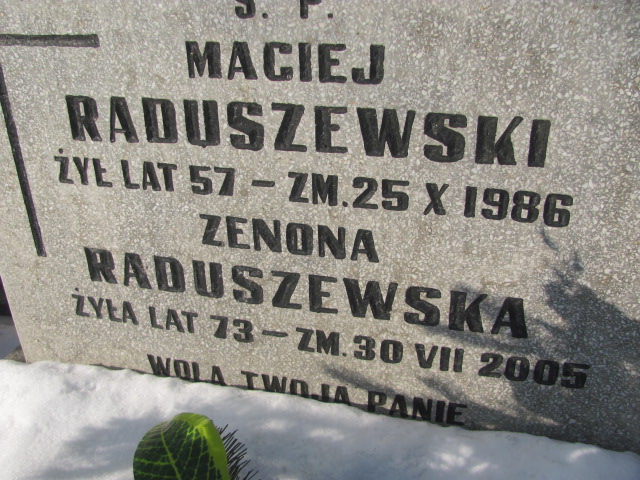 Ś. P.
MACIEJ
RADUSZEWSKI
ŻYŁ LAT 57 – ZM. 25 X 1986
ZENONA
RADUSZEWSKA
ŻYŁA LAT 73 – ZM. 30 VII 2005
WOLA TWOJA PANIE